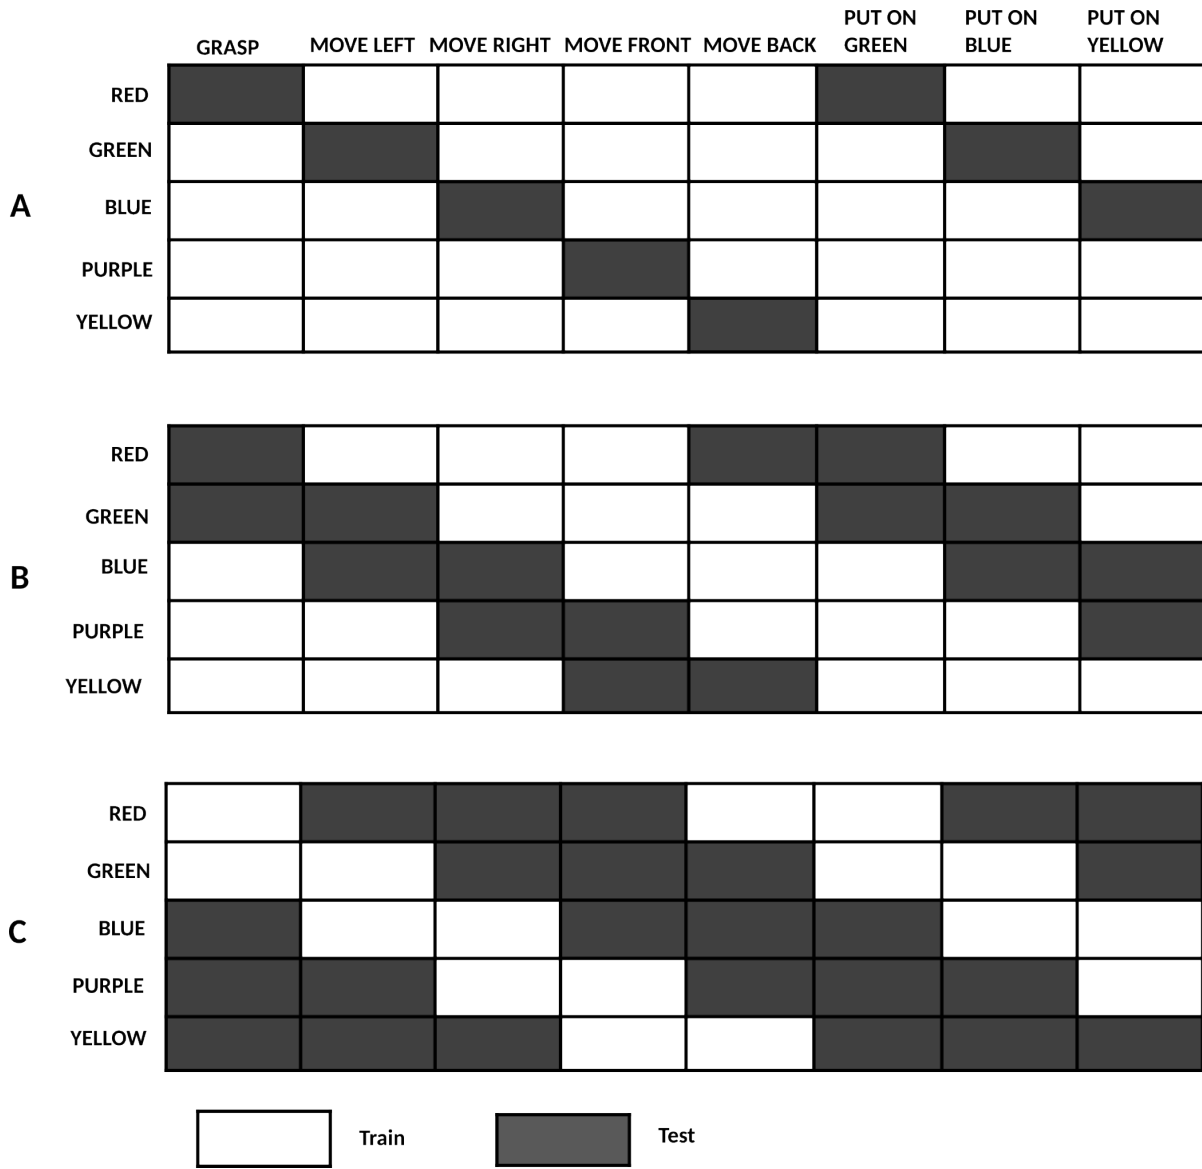 GRASP MOVE LEFT MOVE RIGHT MOVE FRONT MOVE BACK PUT ON GREEN PUT ON BLUE PUT ON YELLOW
A
RED
GREEN
BLUE
PURPLE
YELLOW
B
RED
GREEN
BLUE
PURPLE
YELLOW
C
RED
GREEN
BLUE
PURPLE
YELLOW
Train Test